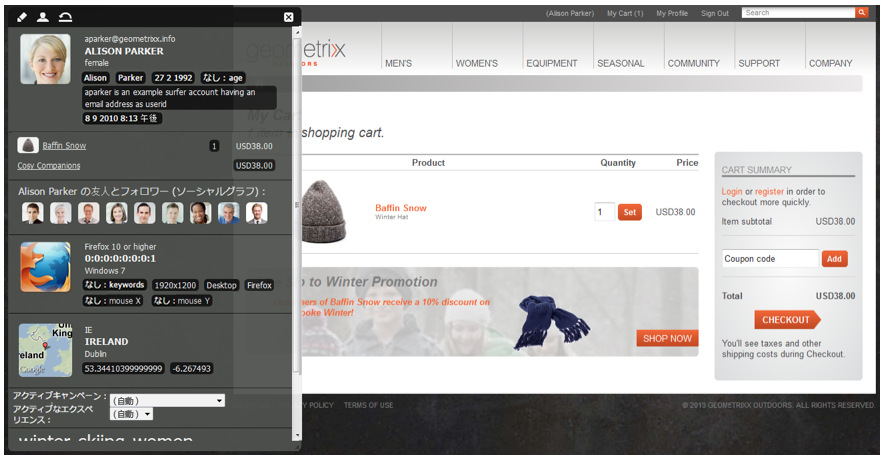 aparker@geometrixx.info
ALISON PARKER
female
Alison Parker 27 2 1992 なし : age
aparker is an example surfer account having an
email address as userid
8 9 2010 8:13 午後
Baffin Snow 1 USD38.00
Cosy Companions USD38.00
Alison Parker の友人とフォロワー (ソーシャルグラフ) :
Firefox 10 or higher
0:0:0:0:0:0:0:1
Windows 7
なし : keywords 1920x1200 Desktop Firefox
なし : mouse X なし : mouse Y
IE
IRELAND
Dublin
53.34410399999999 -6.267493
アクティブキャンペーン : (自動)
アクティブなエクスペ
リエンス : (自動)
winter skiing women
(Alison Parker) My Cart (1) My Profile Sign Out Search
MEN'S WOMEN'S EQUIPMENT SEASONAL COMMUNITY SUPPORT COMPANY
My Cart
shopping cart.
Product Quantity Price
Baffin Snow
Winter Hat
1 Set USD38.00
to Winter Promotion
of Baffin Snow receive a 10% discount on
Winter!
SHOP NOW
CART SUMMARY
Login or register in order to
checkout more quickly.
Item subtotal USD38.00
Coupon code Add
Total USD38.00
CHECKOUT
You'll see taxes and other
shipping costs during Checkout.
POLICY TERMS OF USE
© 2013 GEOMETRIXX OUTDOORS. ALL RIGHTS RESERVED.